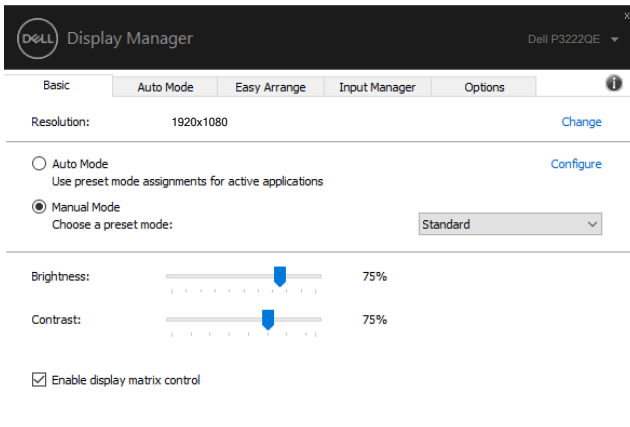 x
DELL Display Manager Dell P3222QE
Basic Auto Mode Easy Arrange Input Manager Options i
Resolution: 1920x1080 Change
Auto Mode Configure
Use preset mode assignments for active applications
Manual Mode
Choose a preset mode: Standard
Brightness: 75%
Contrast: 75%
Enable display matrix control